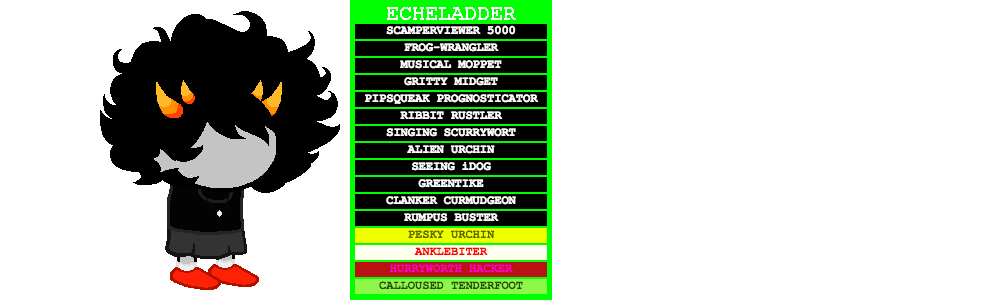 ECHELADDER
SCAMPERVIEWER 5000
FROG-WRANGLER
MUSICAL MOPPET
GRITTY MIDGET
PIPSQUEAK PROGNOSTICATOR
RIBBIT RUSTLER
SINGING SCURRYWORT
ALIEN URCHIN
SEEING iDOG
GREENTIKE
CLANKER CURMUDGEON
RUMPUS BUSTER
PESKY URCHIN
ANKLEBITER
HURRYWORTH HACKER
CALLOUSED TENDERFOOT